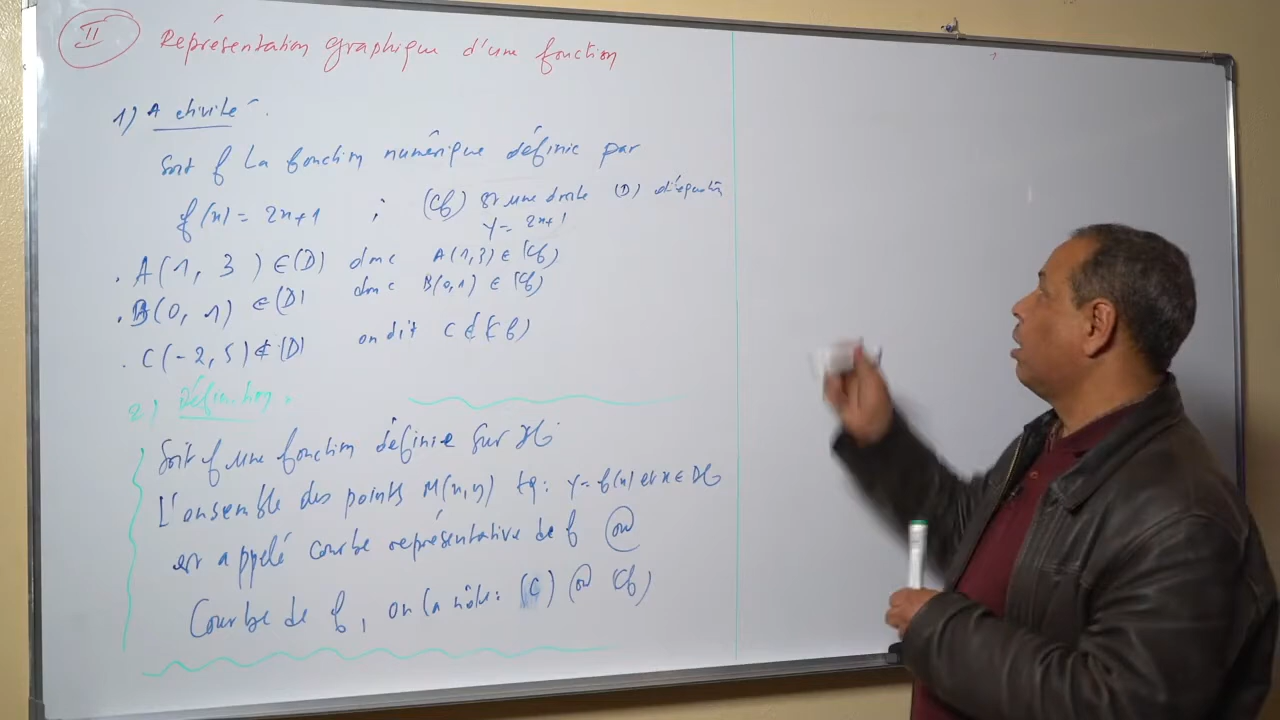 II Représentation graphique d'une fonction
1) Activité.
Soit f La fonction numérique définie par
f(x) = 2x+1 ; (Cf) est une droite (D) d'équation
y = 2x+1
. A(1, 3) ∈ (D) donc A(1,3) ∈ (Cf)
. B(0, 1) ∈ (D) donc B(0,1) ∈ (Cf)
. C(-2, 5) ∉ (D) on dit C ∉ (Cf)
2) Définition.
Soit f une fonction définie sur Df
L'ensemble des points M(x,y) tq: y = f(x) et x ∈ Df
est appelé courbe représentative de f ou
Courbe de f, on la note: (C) ou (Cf)